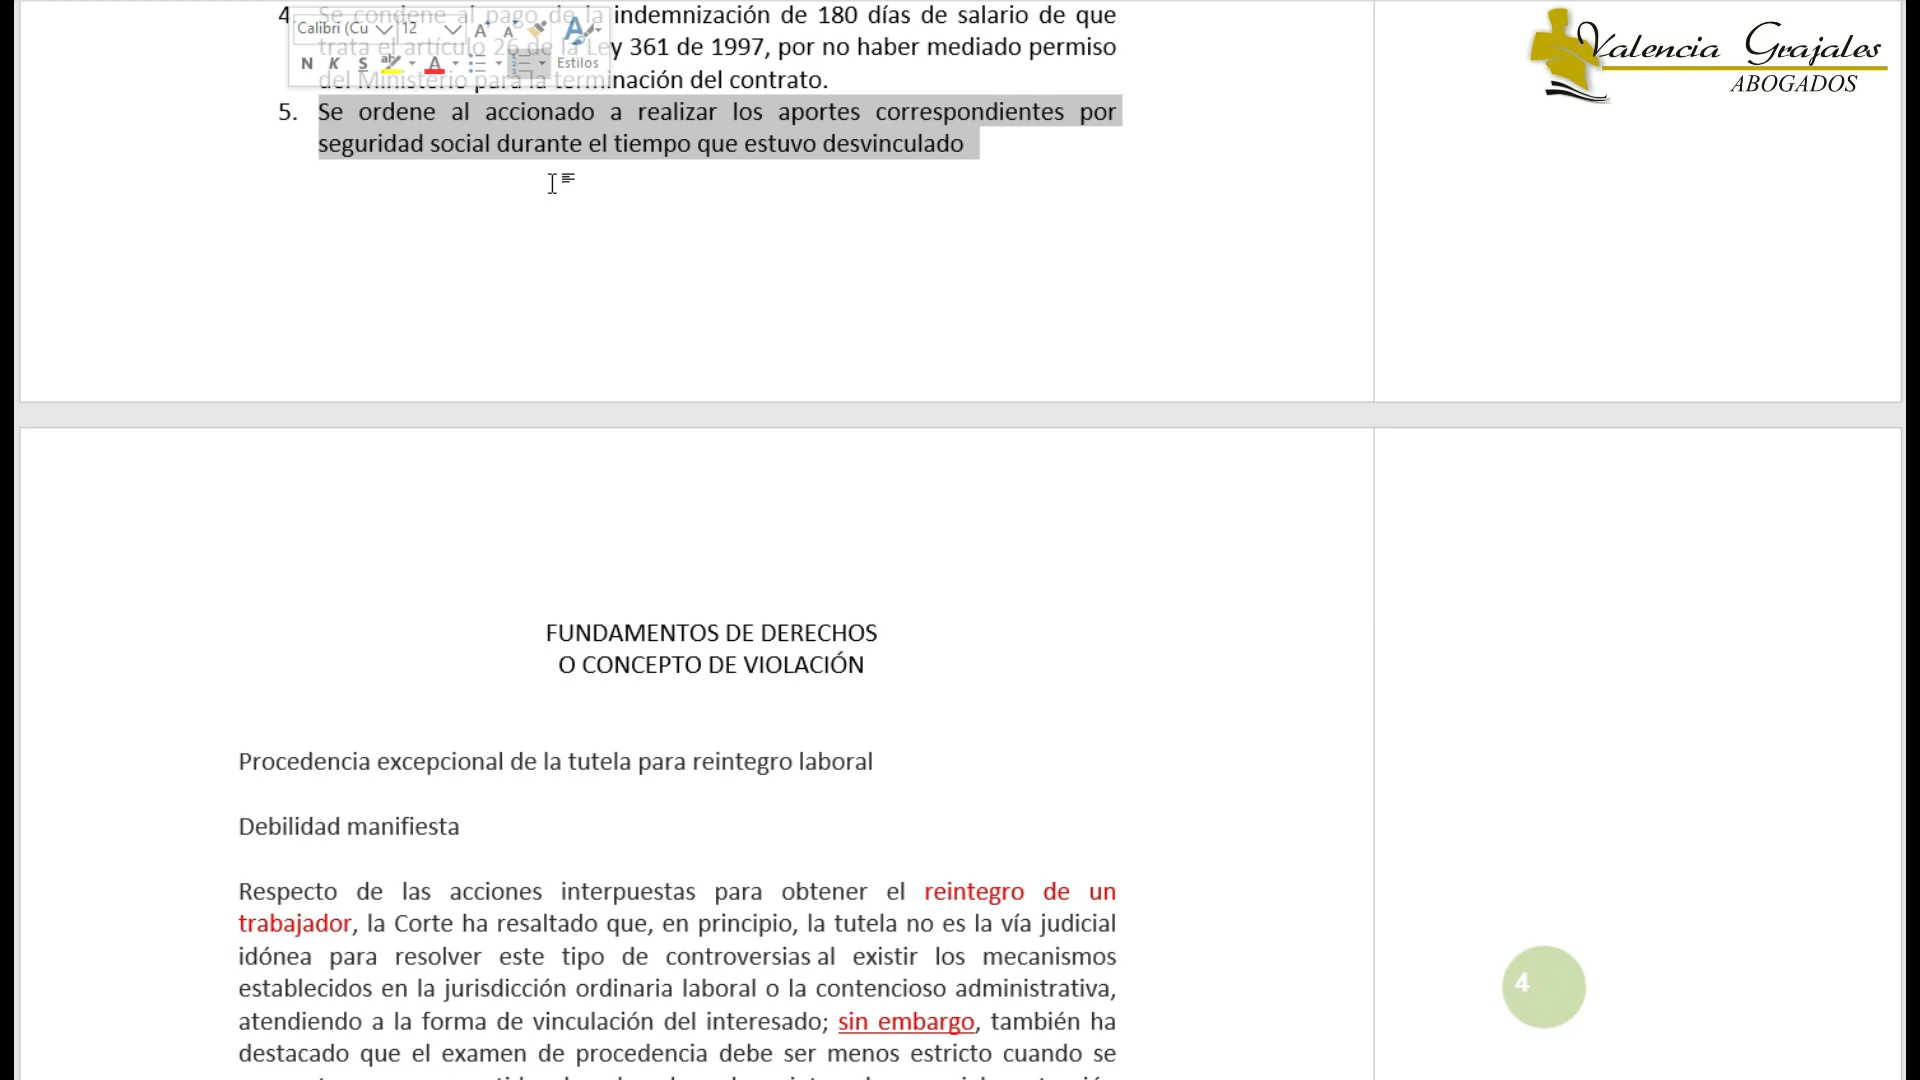 4. Se condene al pago de la indemnización de 180 días de salario de que
trata el artículo 26 de la Ley 361 de 1997, por no haber mediado permiso
del Ministerio para la terminación del contrato.
Calibri (Cu 12
N K S Estilos
5. Se ordene al accionado a realizar los aportes correspondientes por
seguridad social durante el tiempo que estuvo desvinculado
Valencia Grajales
ABOGADOS
FUNDAMENTOS DE DERECHOS
O CONCEPTO DE VIOLACIÓN
Procedencia excepcional de la tutela para reintegro laboral
Debilidad manifiesta
Respecto de las acciones interpuestas para obtener el reintegro de un
trabajador, la Corte ha resaltado que, en principio, la tutela no es la vía judicial
idónea para resolver este tipo de controversias al existir los mecanismos
establecidos en la jurisdicción ordinaria laboral o la contencioso administrativa,
atendiendo a la forma de vinculación del interesado; sin embargo, también ha
destacado que el examen de procedencia debe ser menos estricto cuando se
4